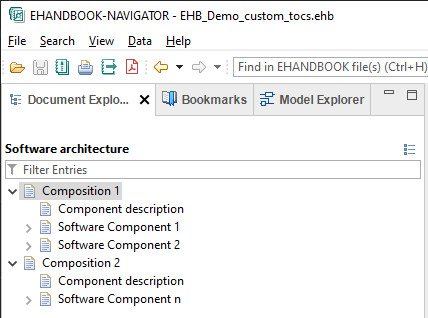 EHANDBOOK-NAVIGATOR - EHB_Demo_custom_tocs.ehb
File Search View Data Help
Find in EHANDBOOK file(s) (Ctrl+H)
Document Explo... Bookmarks Model Explorer
Software architecture
Filter Entries
Composition 1
Component description
Software Component 1
Software Component 2
Composition 2
Component description
Software Component n